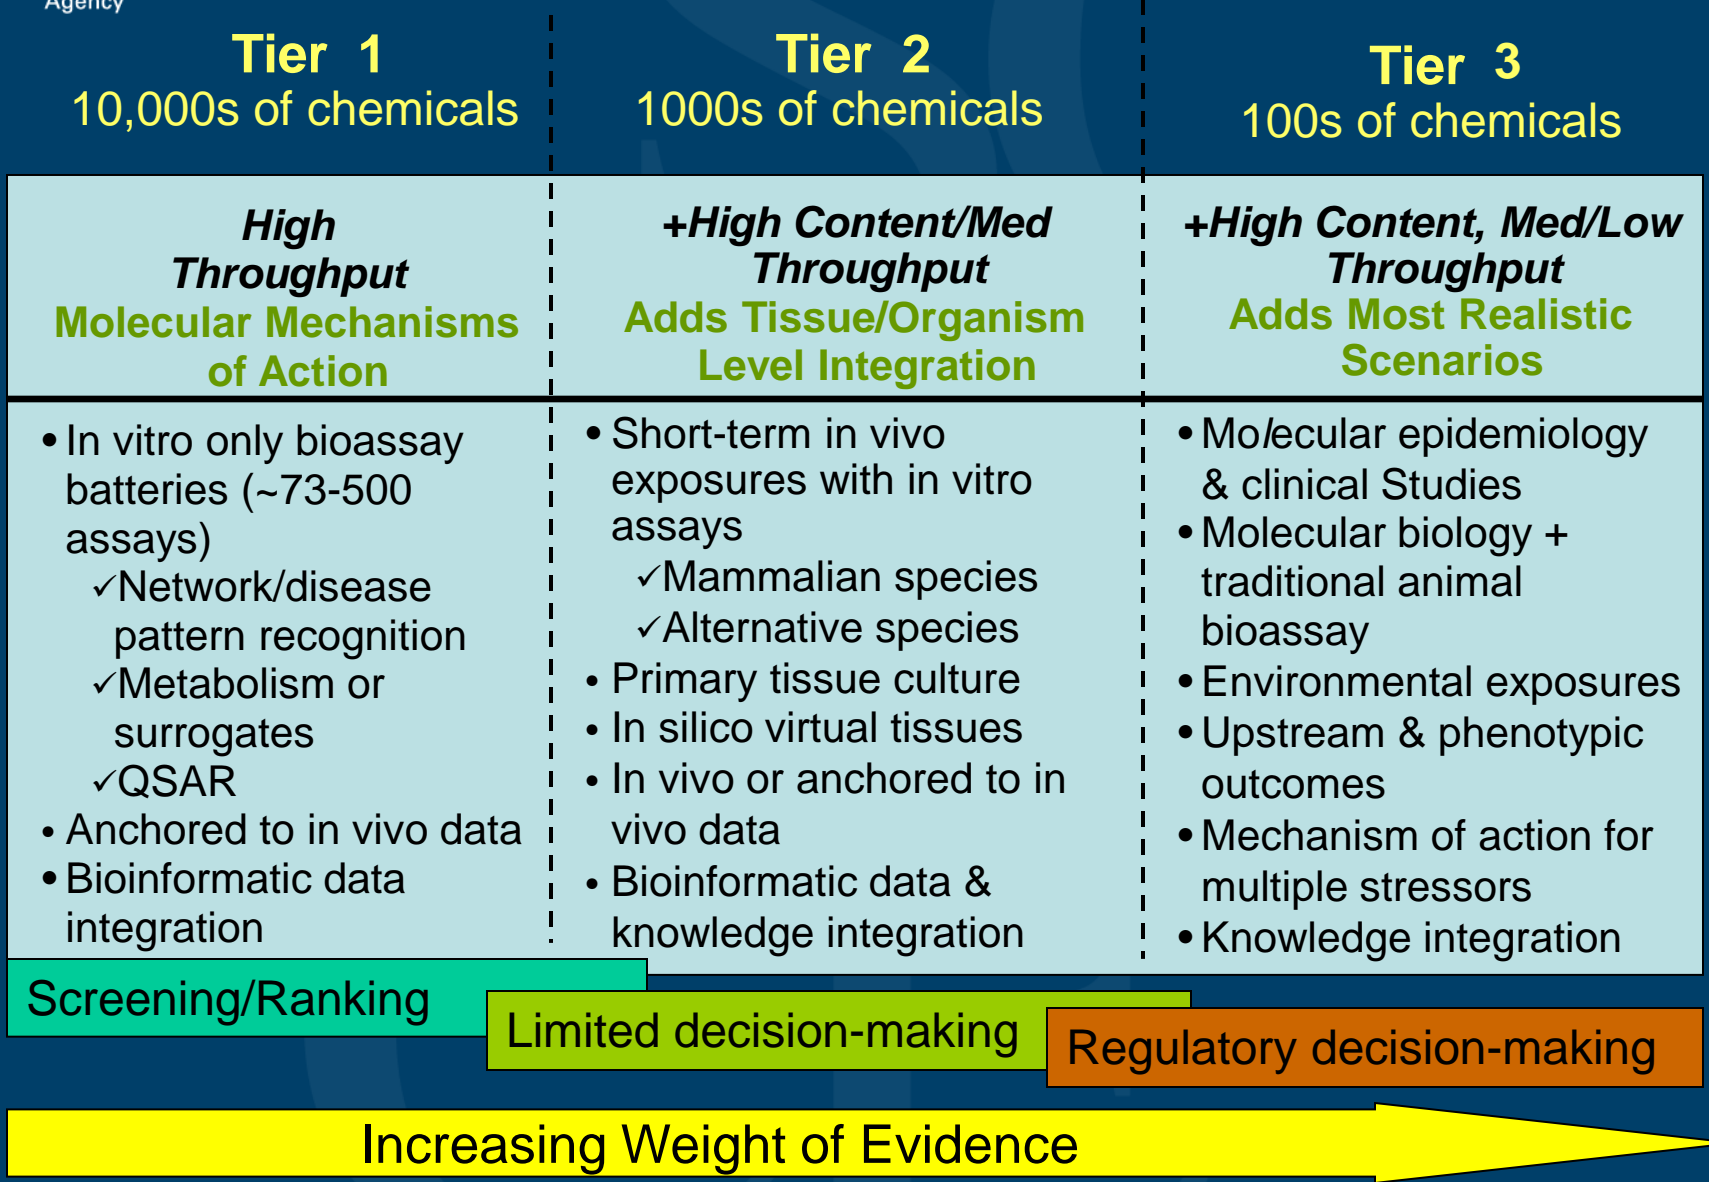 Agency
Tier 1
10,000s of chemicals
Tier 2
1000s of chemicals
Tier 3
100s of chemicals
High
Throughput
Molecular Mechanisms
of Action
+High Content/Med
Throughput
Adds Tissue/Organism
Level Integration
+High Content, Med/Low
Throughput
Adds Most Realistic
Scenarios
• In vitro only bioassay
batteries (~73-500
assays)
✓Network/disease
pattern recognition
✓Metabolism or
surrogates
✓QSAR
• Anchored to in vivo data
• Bioinformatic data
integration
• Short-term in vivo
exposures with in vitro
assays
✓Mammalian species
✓Alternative species
• Primary tissue culture
• In silico virtual tissues
• In vivo or anchored to in
vivo data
• Bioinformatic data &
knowledge integration
• Molecular epidemiology
& clinical Studies
• Molecular biology +
traditional animal
bioassay
• Environmental exposures
• Upstream & phenotypic
outcomes
• Mechanism of action for
multiple stressors
• Knowledge integration
Screening/Ranking
Limited decision-making
Regulatory decision-making
Increasing Weight of Evidence